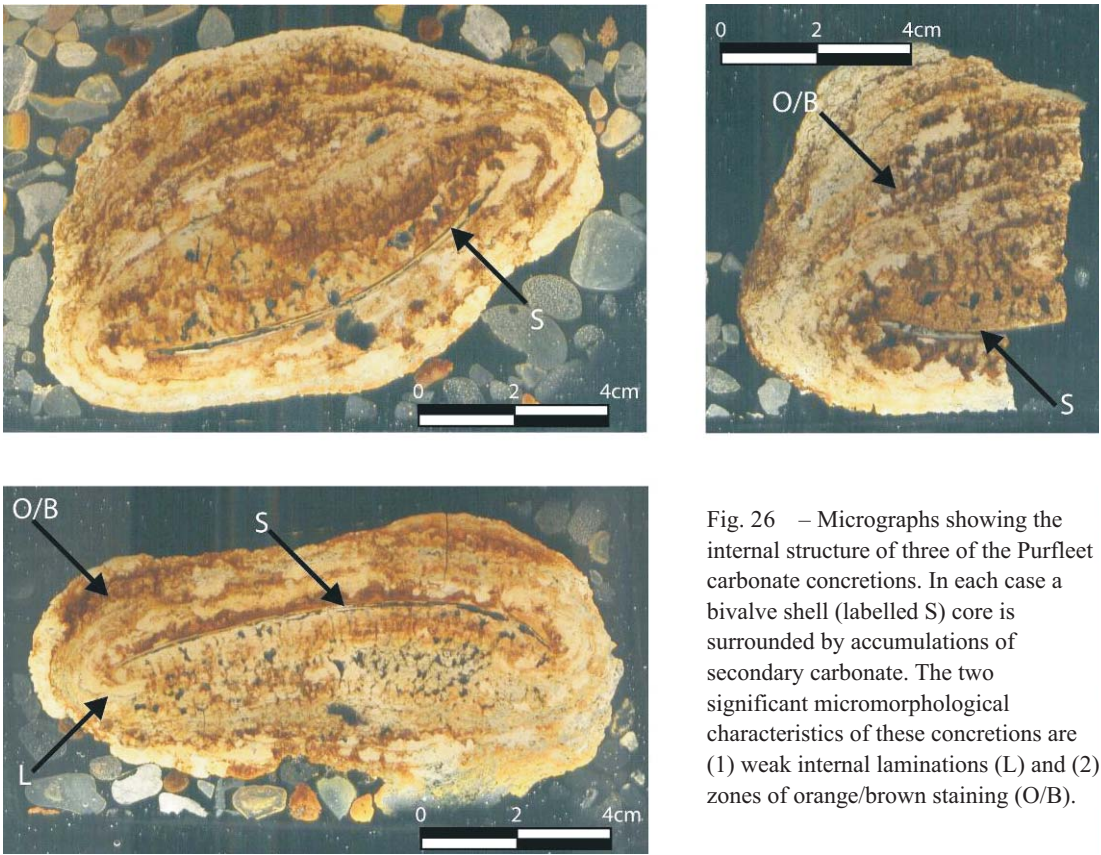 0 2 4cm
S
0 2 4cm
O/B
S
O/B
S
L
0 2 4cm
Fig. 26 – Micrographs showing the
internal structure of three of the Purfleet
carbonate concretions. In each case a
bivalve shell (labelled S) core is
surrounded by accumulations of
secondary carbonate. The two
significant micromorphological
characteristics of these concretions are
(1) weak internal laminations (L) and (2)
zones of orange/brown staining (O/B).